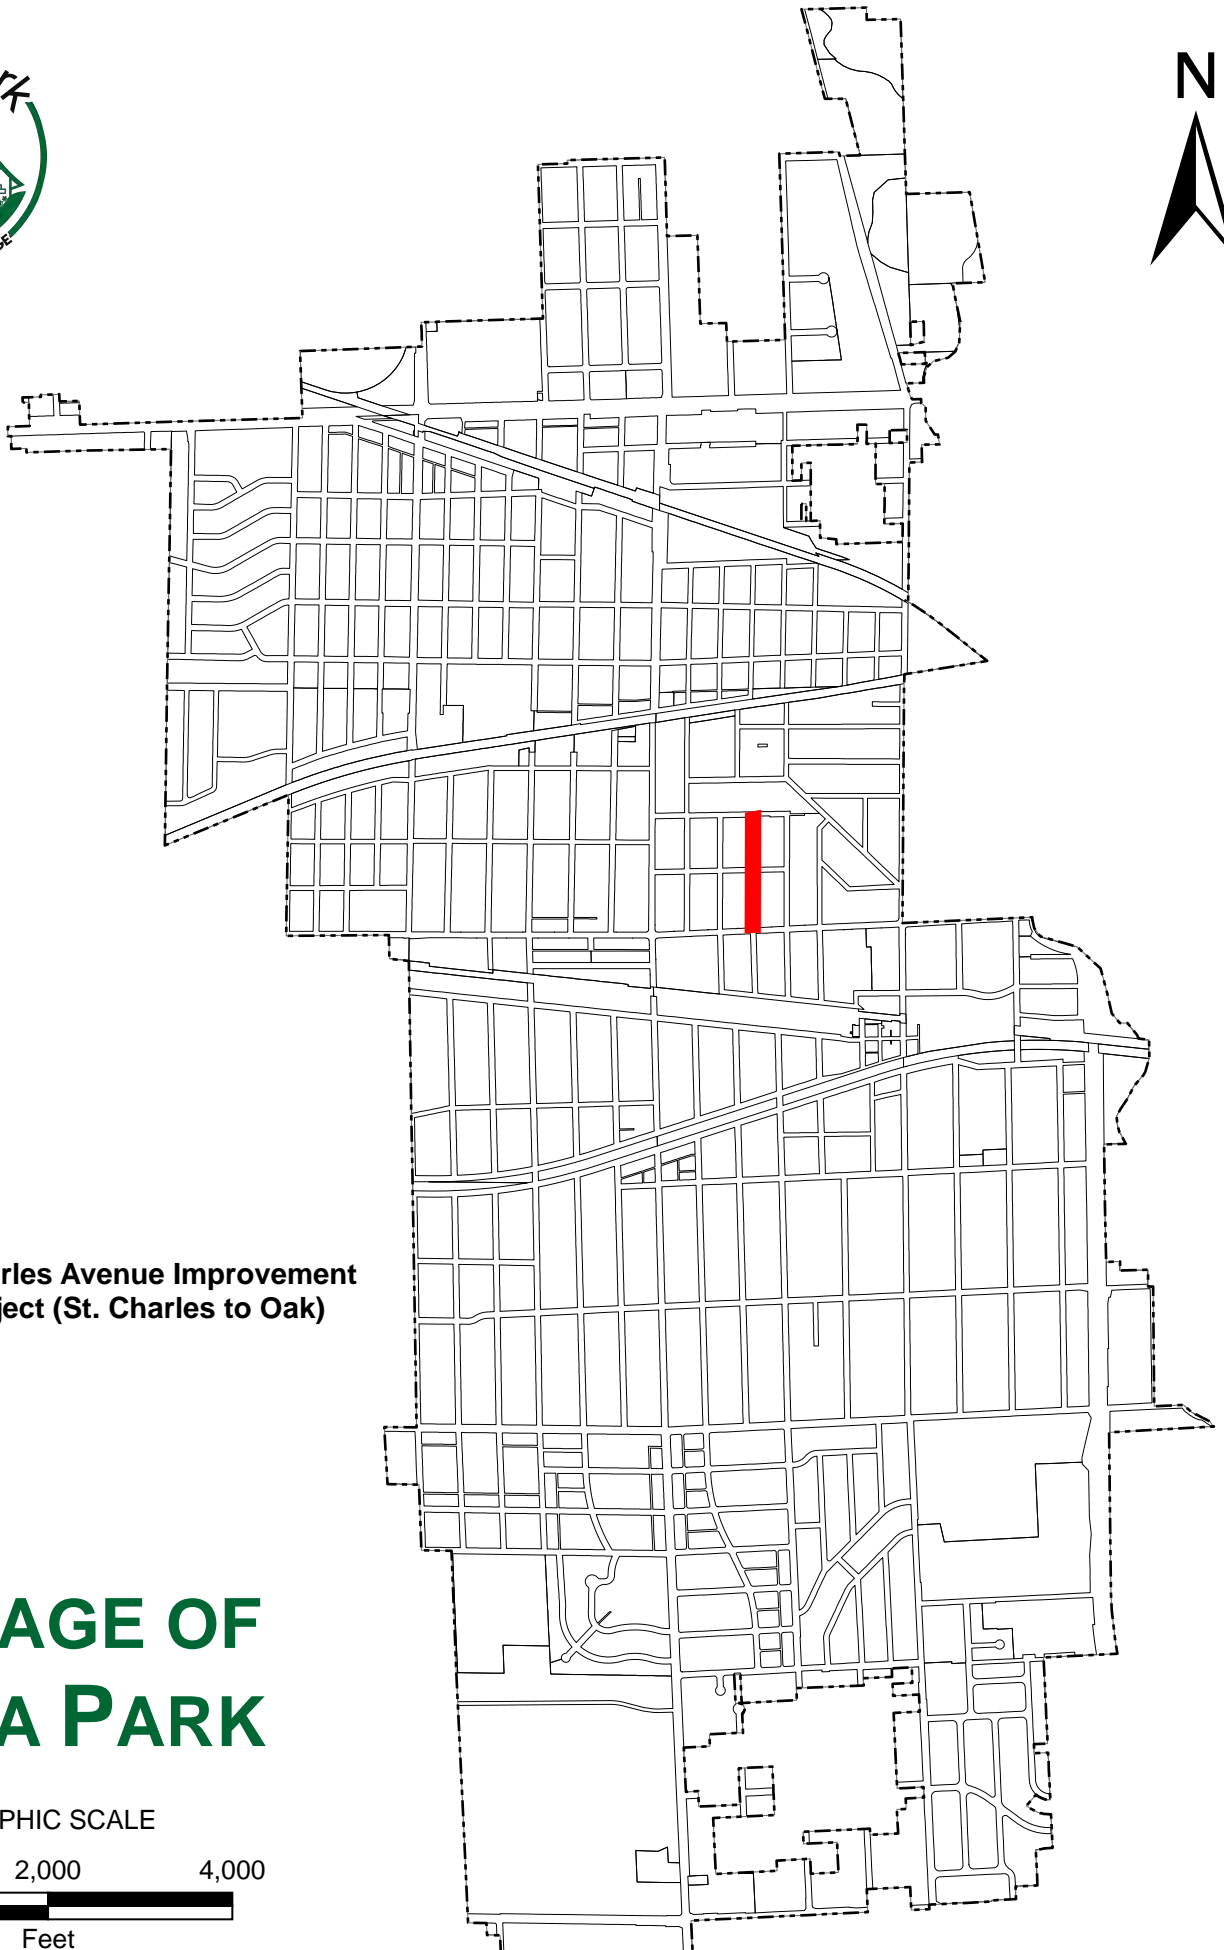 N
rles Avenue Improvement
ject (St. Charles to Oak)
AGE OF
A PARK
PHIC SCALE
2,000 4,000
Feet